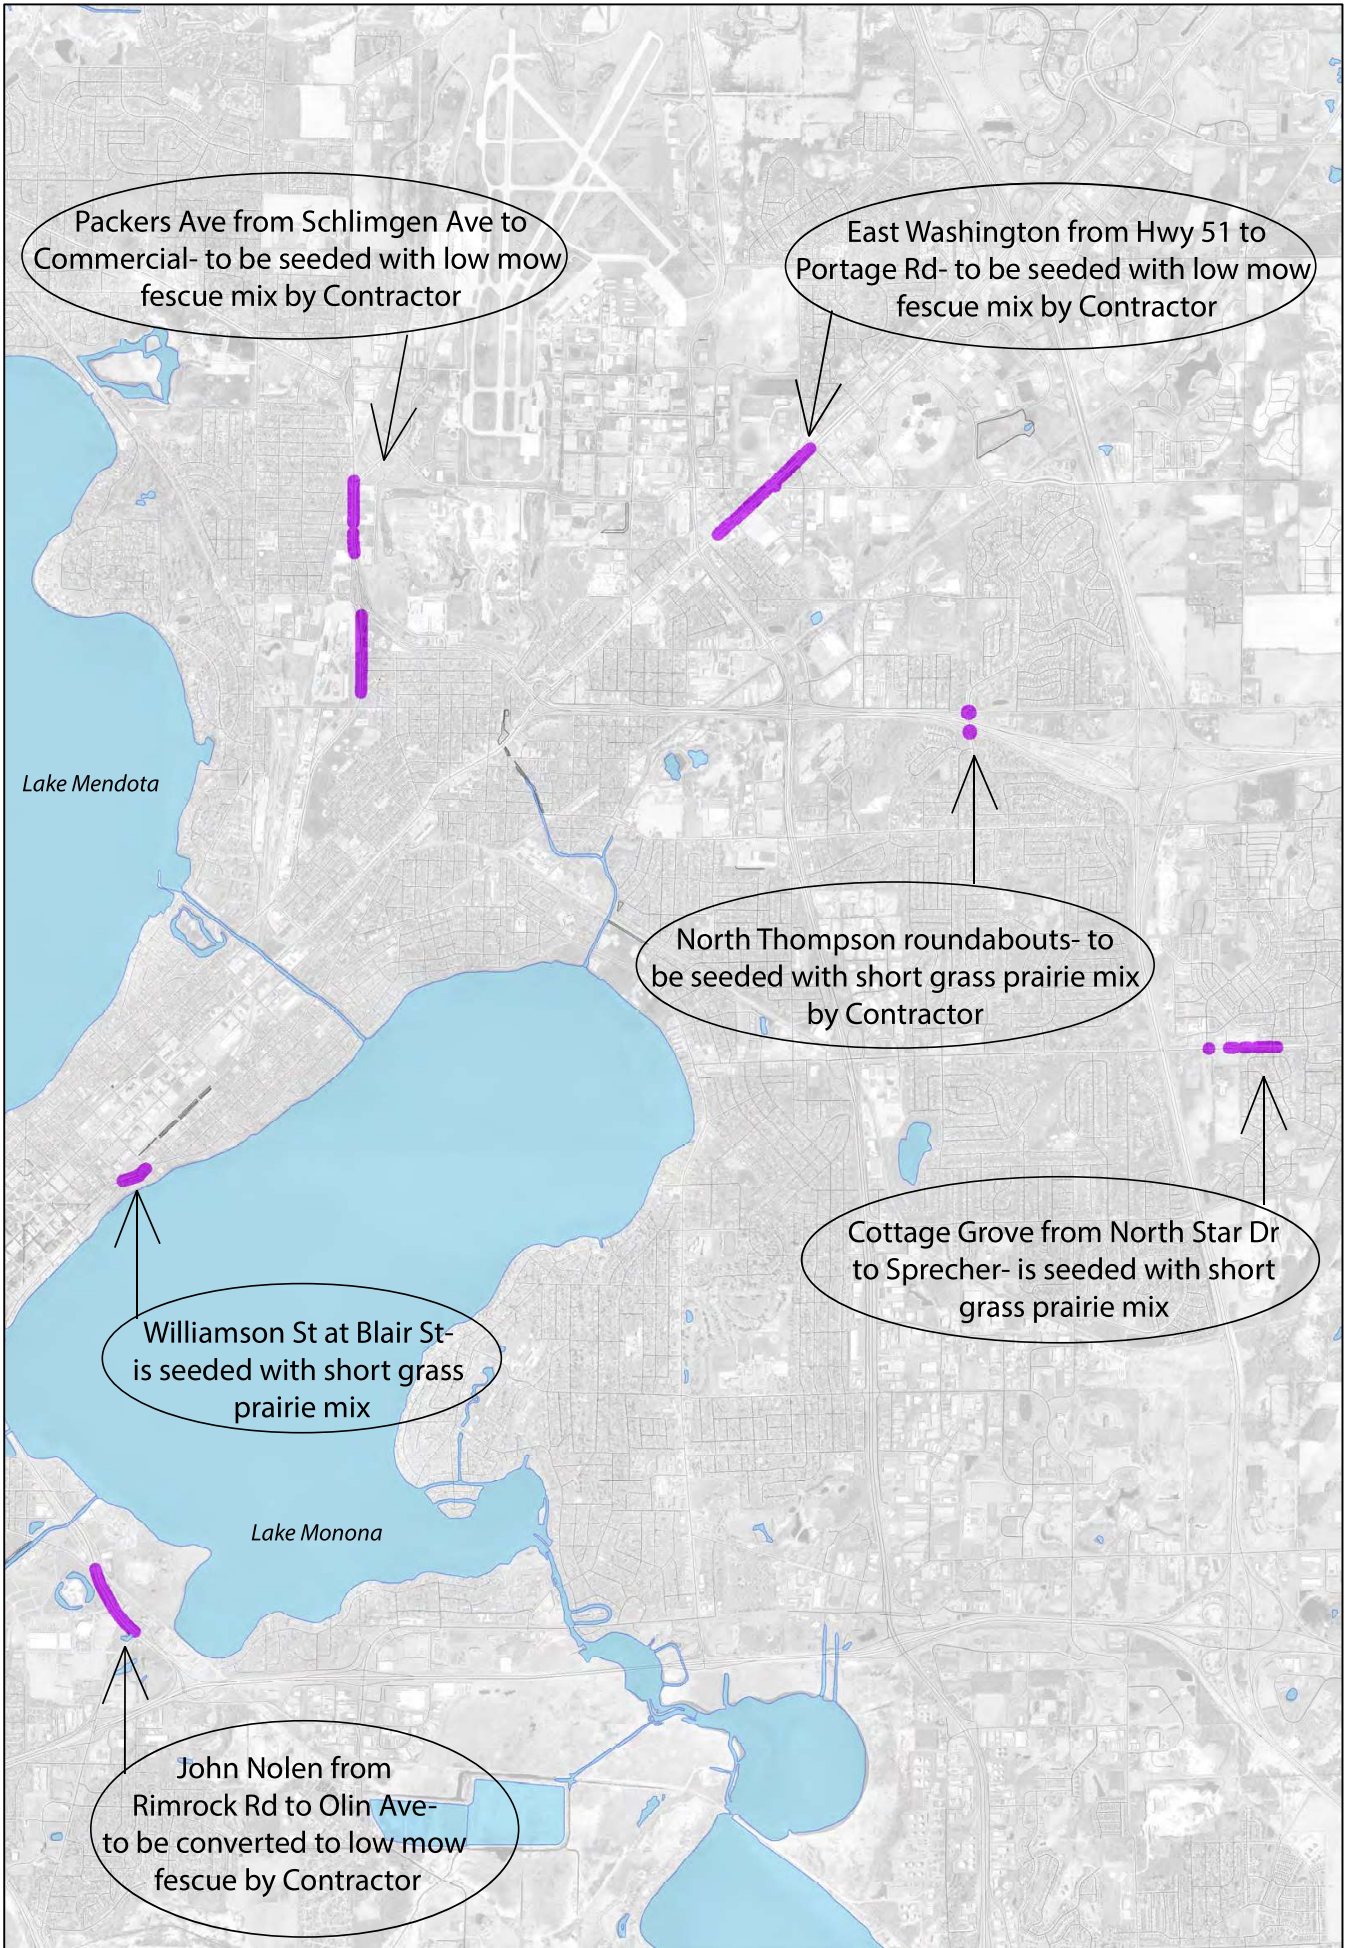 Packers Ave from Schlimgen Ave to
Commercial- to be seeded with low mow
fescue mix by Contractor
East Washington from Hwy 51 to
Portage Rd- to be seeded with low mow
fescue mix by Contractor
Lake Mendota
North Thompson roundabouts- to
be seeded with short grass prairie mix
by Contractor
Cottage Grove from North Star Dr
to Sprecher- is seeded with short
grass prairie mix
Williamson St at Blair St-
is seeded with short grass
prairie mix
Lake Monona
John Nolen from
Rimrock Rd to Olin Ave-
to be converted to low mow
fescue by Contractor